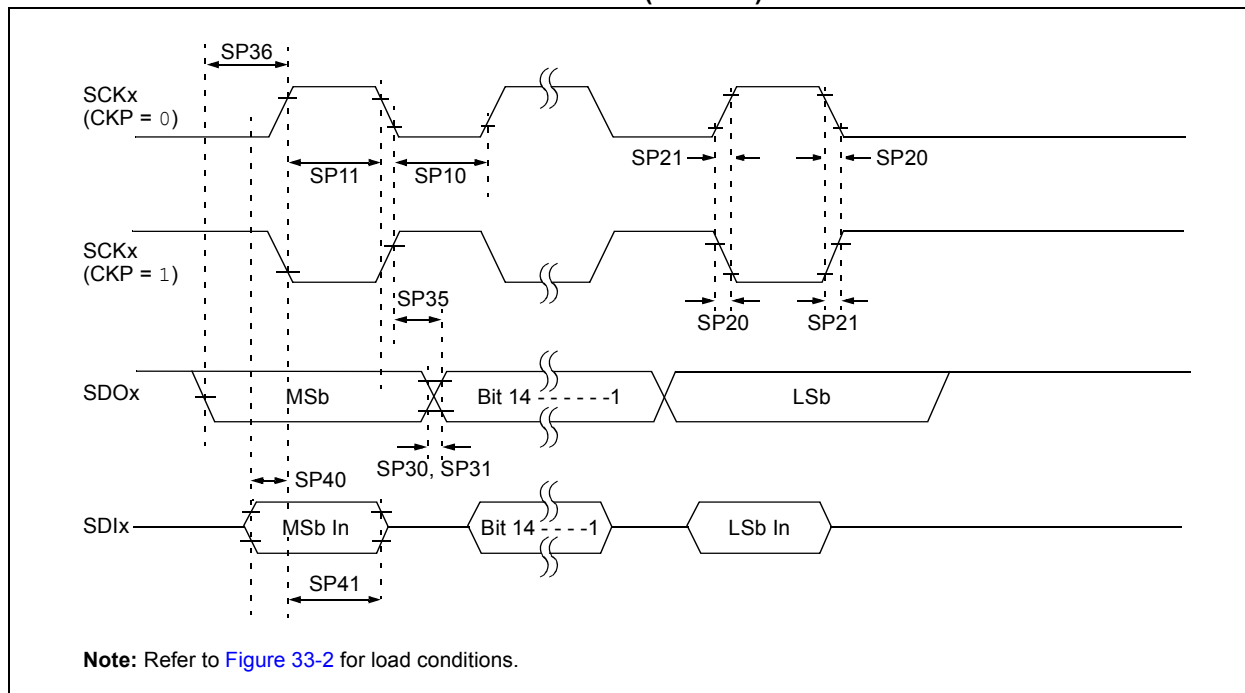 SP36
SCKx
(CKP = 0)
SP11
SP10
SP21
SP20
SCKx
(CKP = 1)
SP35
SP20
SP21
SDOx
MSb
Bit 14 - - - - - -1
LSb
SP30, SP31
SP40
SDIx
MSb In
Bit 14 - - - -1
LSb In
SP41
Note: Refer to Figure 33-2 for load conditions.